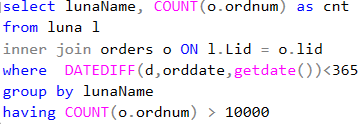 select lunaName, COUNT(o.ordnum) as cnt
from luna l
inner join orders o ON l.Lid = o.lid
where  DATEDIFF(d,orddate,getdate())<365
group by lunaName
having COUNT(o.ordnum) > 10000